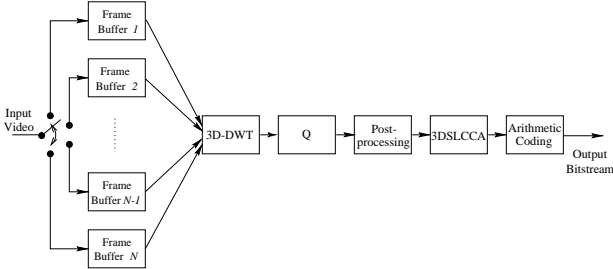 Frame
Buffer 1
Frame
Buffer 2
Input
Video
3D-DWT
Q
Post-
processing
3DSLCCA
Arithmetic
Coding
Output
Bitstream
Frame
Buffer N-1
Frame
Buffer N